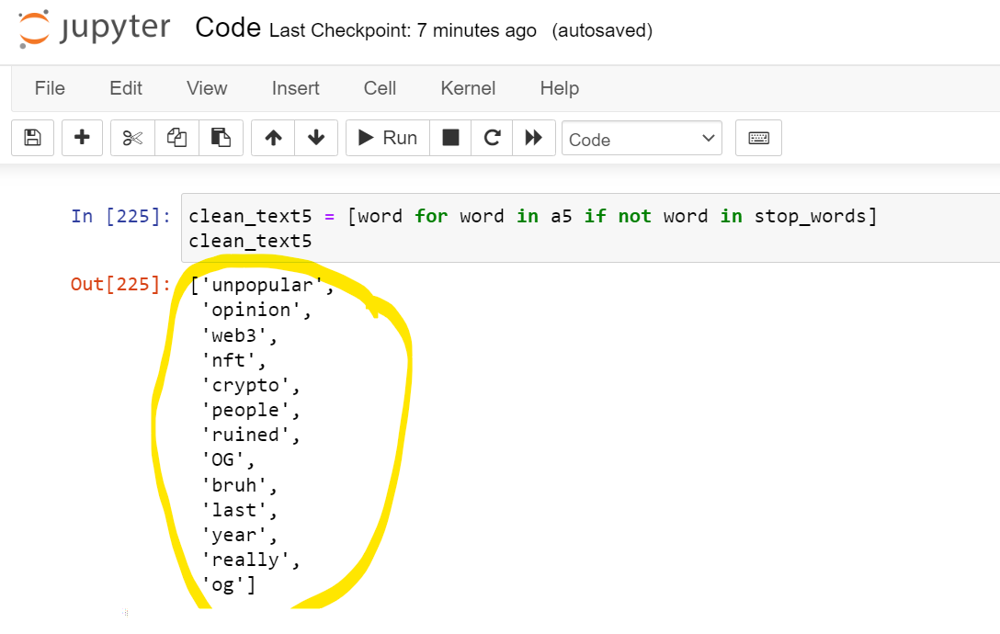 jupyter Code Last Checkpoint: 7 minutes ago (autosaved)
File Edit View Insert Cell Kernel Help
Run Code
In [225]: clean_text5 = [word for word in a5 if not word in stop_words]
clean_text5
Out[225]: ['unpopular',
'opinion',
'web3',
'nft',
'crypto',
'people',
'ruined',
'OG',
'bruh',
'last',
'year',
'really',
'og']